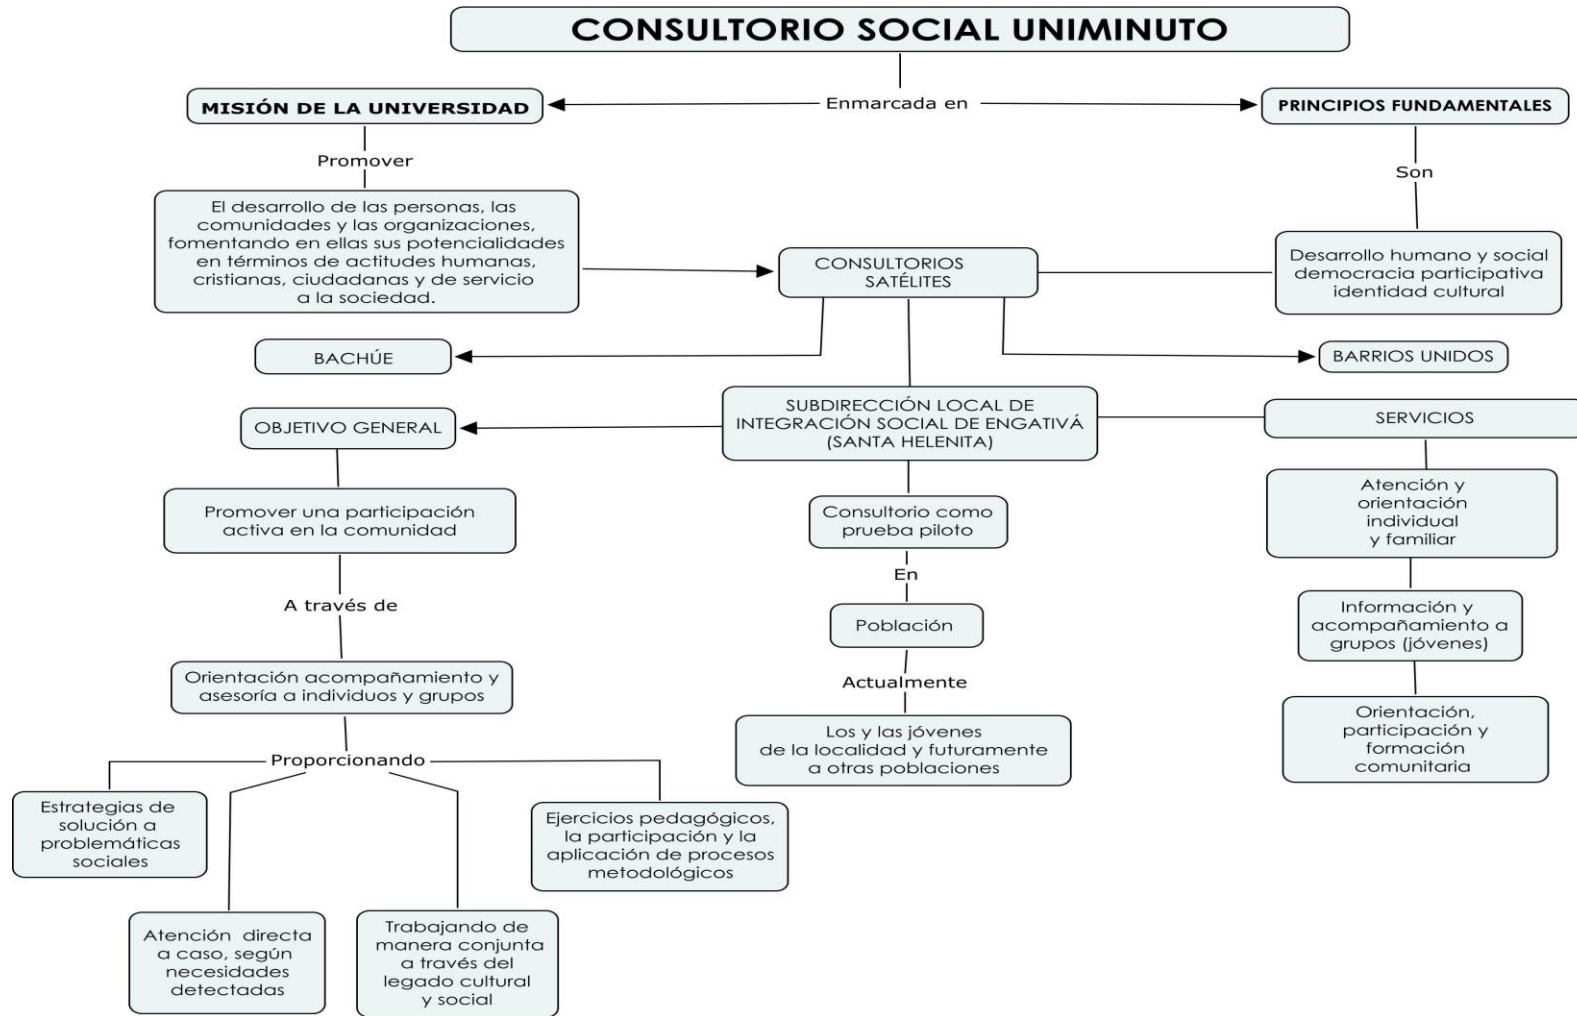 CONSULTORIO SOCIAL UNIMINUTO
MISIÓN DE LA UNIVERSIDAD
Enmarcada en
PRINCIPIOS FUNDAMENTALES
Promover
Son
El desarrollo de las personas, las
comunidades y las organizaciones,
fomentando en ellas sus potencialidades
en términos de actitudes humanas,
cristianas, ciudadanas y de servicio
a la sociedad.
CONSULTORIOS
SATÉLITES
Desarrollo humano y social
democracia participativa
identidad cultural
BACHÚE
BARRIOS UNIDOS
OBJETIVO GENERAL
SUBDIRECCIÓN LOCAL DE
INTEGRACIÓN SOCIAL DE ENGATIVÁ
(SANTA HELENITA)
SERVICIOS
Promover una participación
activa en la comunidad
Consultorio como
prueba piloto
Atención y
orientación
individual
y familiar
A través de
En
Población
Información y
acompañamiento a
grupos (jóvenes)
Orientación acompañamiento y
asesoría a individuos y grupos
Actualmente
Los y las jóvenes
de la localidad y futuramente
a otras poblaciones
Orientación,
participación y
formación
comunitaria
Proporcionando
Estrategias de
solución a
problemáticas
sociales
Ejercicios pedagógicos,
la participación y la
aplicación de procesos
metodológicos
Atención directa
a caso, según
necesidades
detectadas
Trabajando de
manera conjunta
a través del
legado cultural
y social